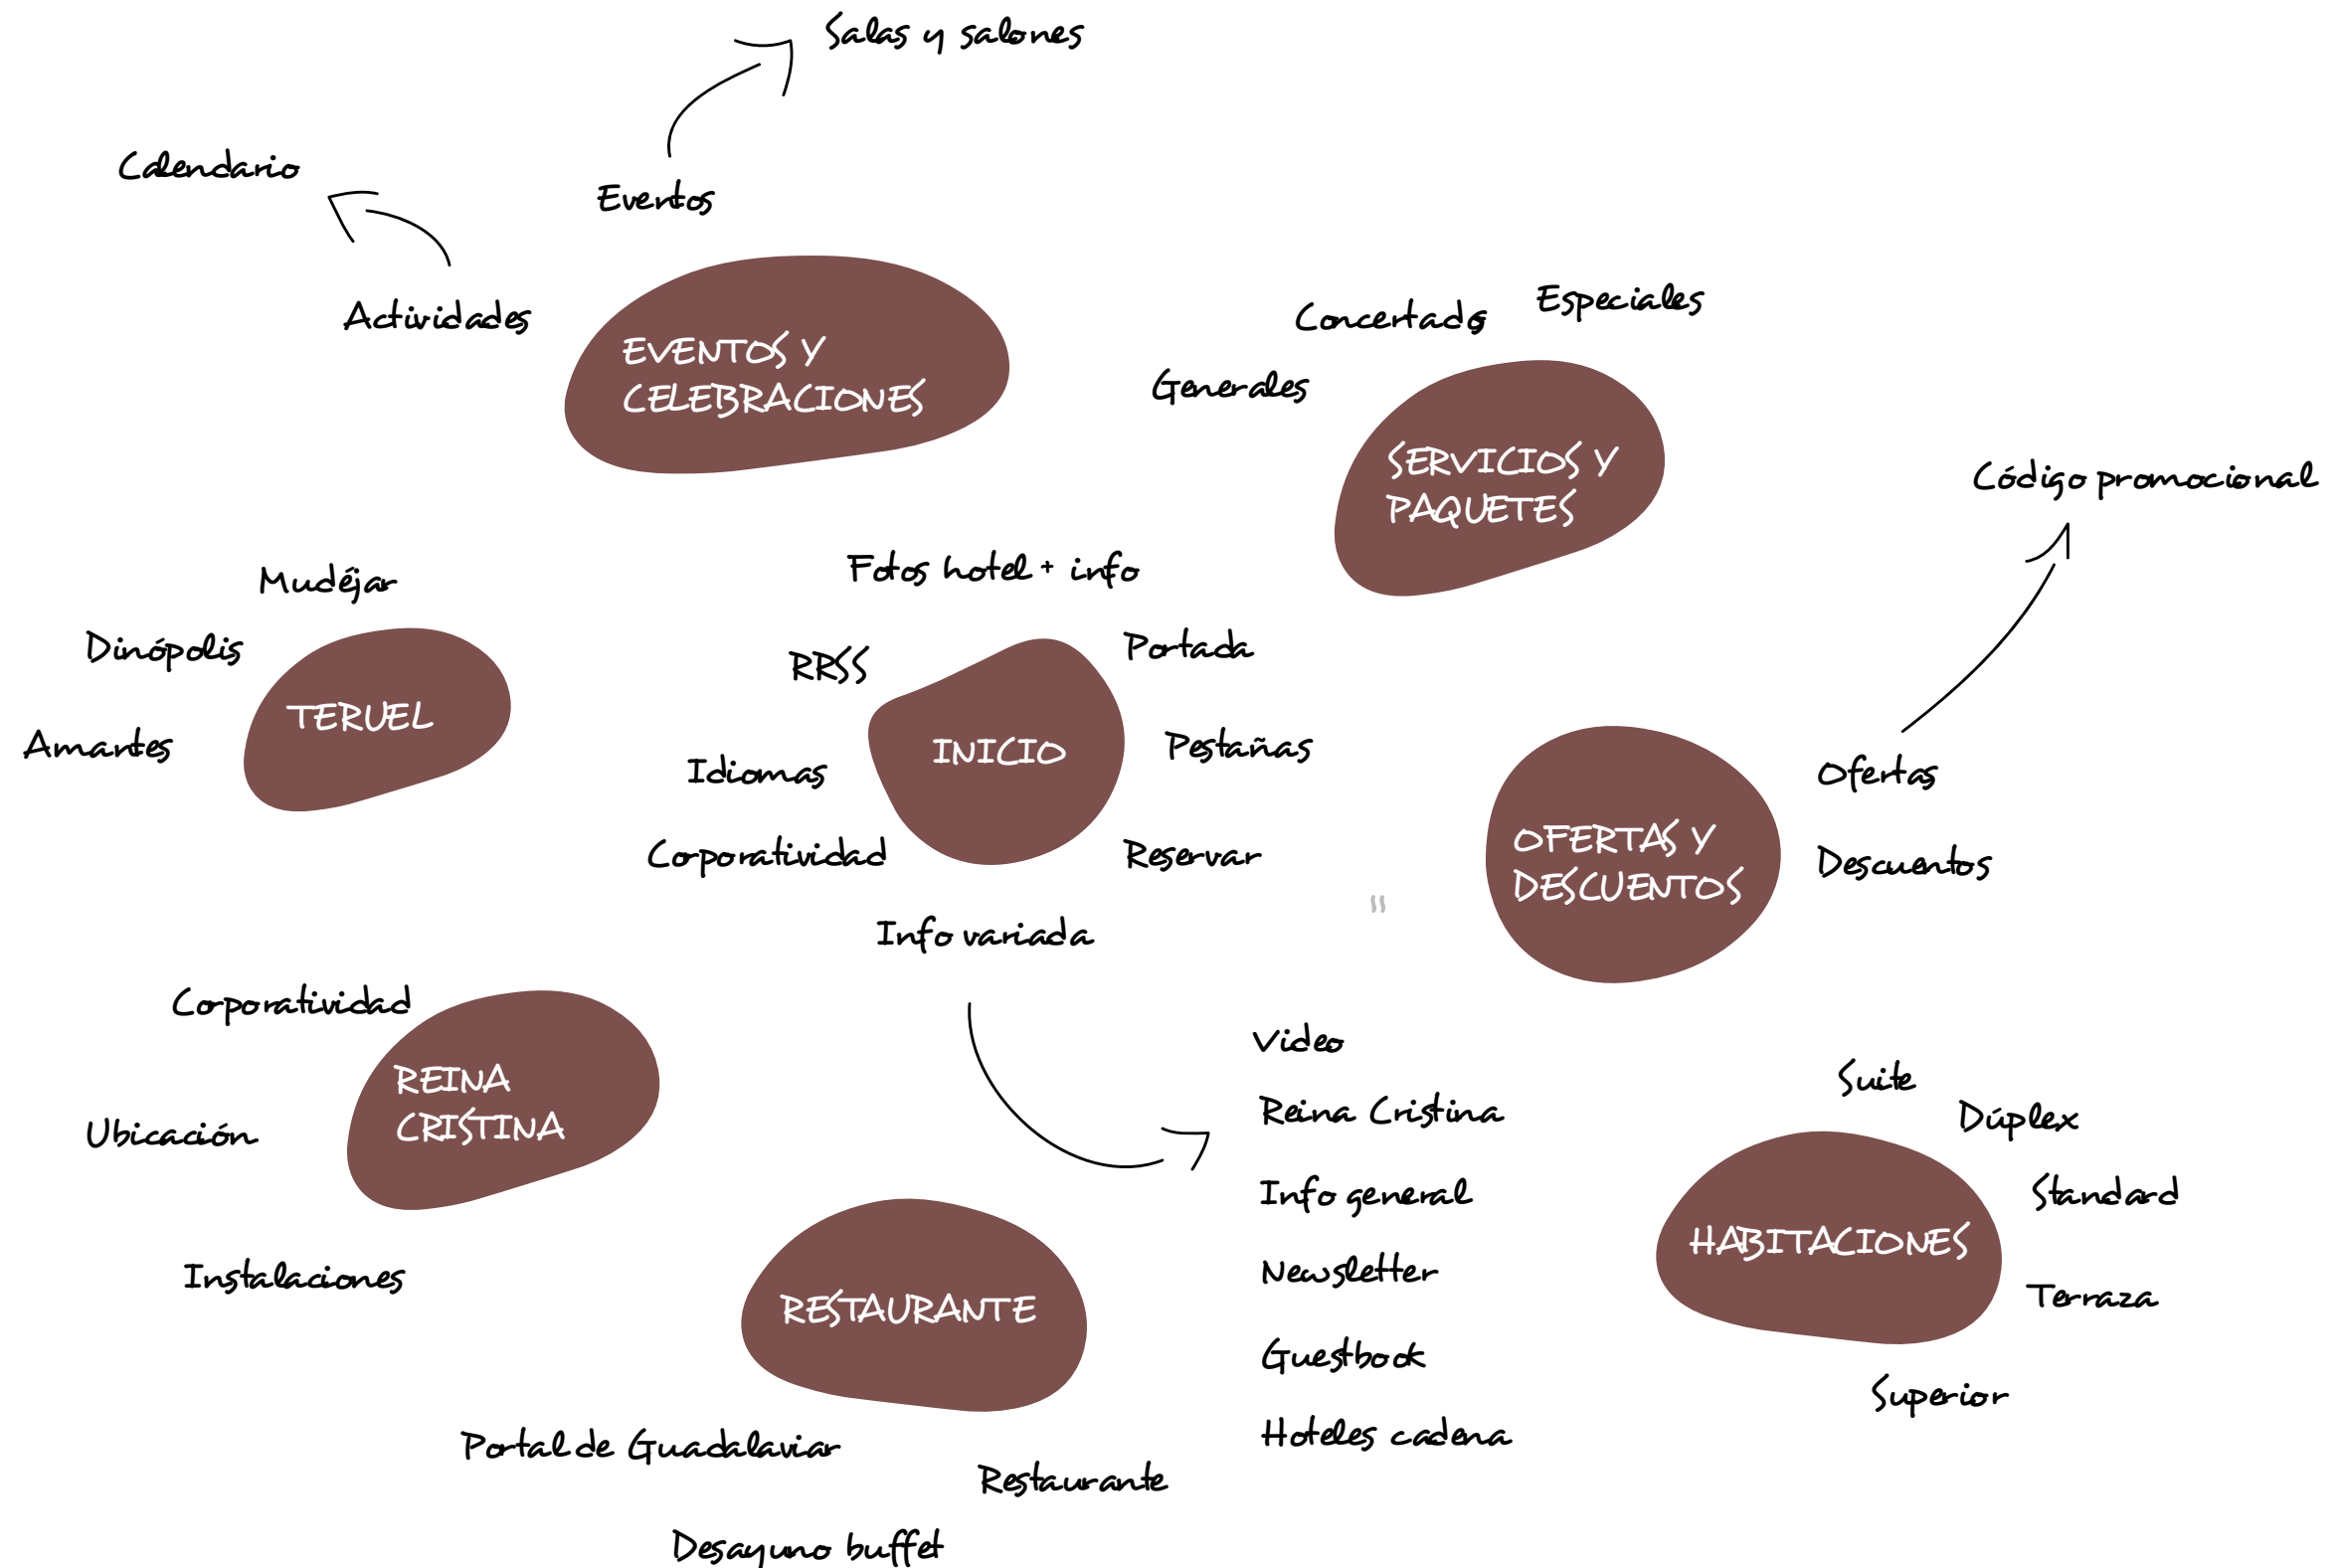 Salas y salones
Calendario
Eventos
Actividades
EVENTOS Y
CELEBRACIONES
Concertados
Especiales
Generales
SERVICIOS Y
PAQUETES
Código promocional
Mudéjar
Dinópolis
TERUEL
Amantes
Fotos hotel + info
RRSS
Portada
INICIO
Pestañas
Idiomas
Corporatividad
Reservar
Info variada
Ofertas
OFERTAS Y
DESCUENTOS
Descuentos
"
Corporatividad
REINA
CRISTINA
Ubicación
Instalaciones
Video
Reina Cristina
Info general
Newsletter
Guestbook
Hoteles cadena
Suite
Dúplex
Standard
HABITACIONES
Terraza
Superior
RESTAURANTE
Portal de Guadalaviar
Restaurante
Desayuno buffet